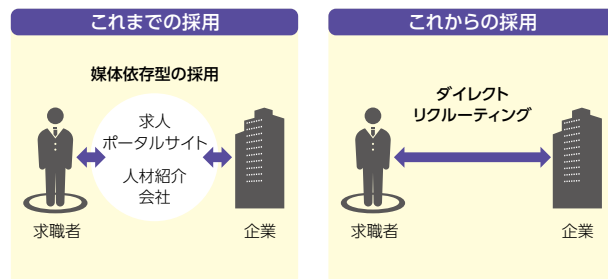 これまでの採用
媒体依存型の採用
求人
ポータルサイト
人材紹介
会社
求職者
企業
これからの採用
ダイレクト
リクルーティング
求職者
企業